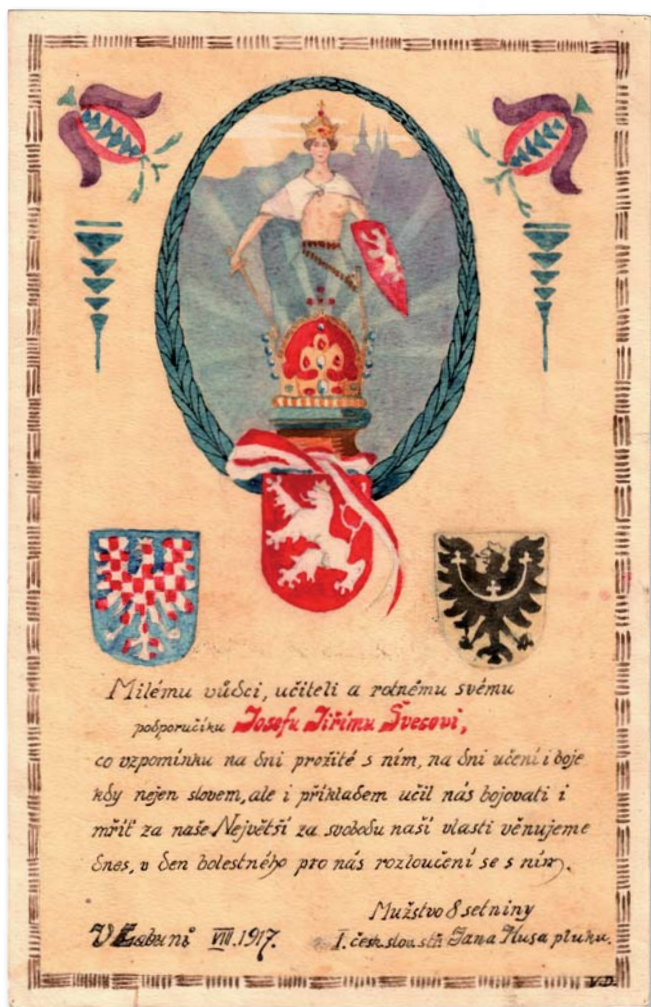 Milému vůdci, učiteli a rotnému svému
podporučíku Josefu Jiřímu Švecovi,
co vzpomínku na dni prožité s ním, na dni učení i boje
kdy nejen slovem, ale i příkladem učil nás bojovati i
mříť za naše Největší za svobodu naší vlasti věnujeme
dnes, v den bolestného pro nás rozloučení se s ním.
Mužstvo 8 setniny
V VIII. 1917. I. česk. slov. stř. Jana Husa pluku.
V.D.